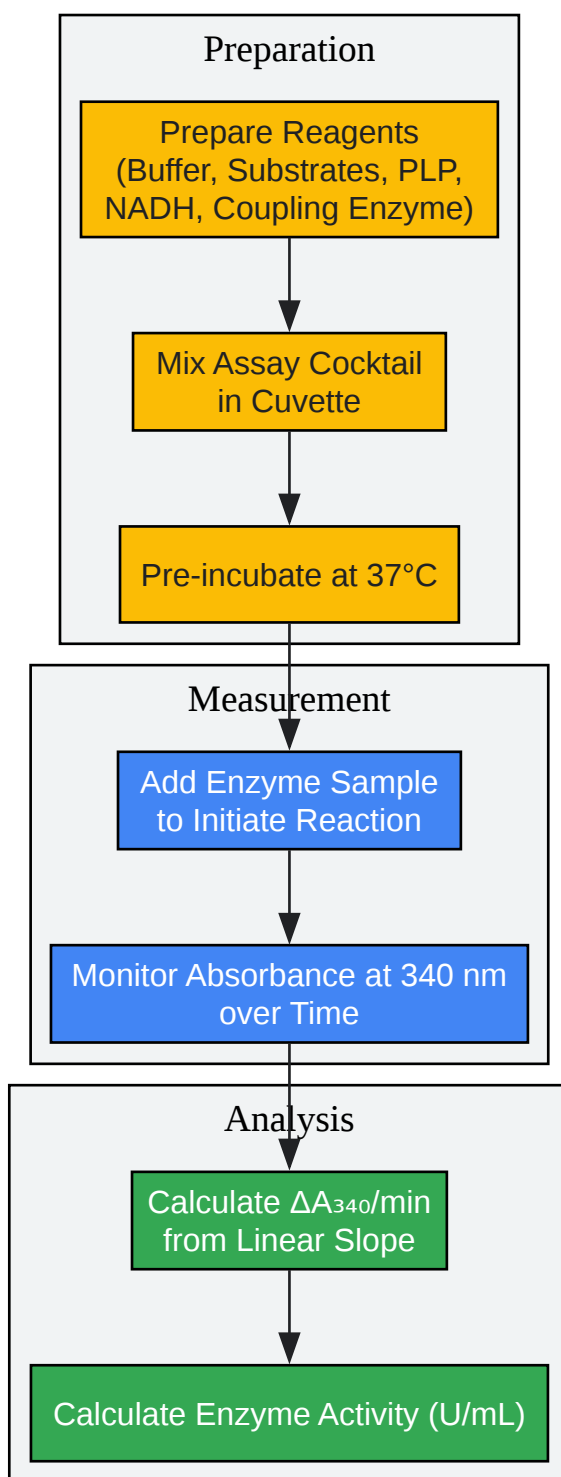 Preparation
Prepare Reagents
(Buffer, Substrates, PLP,
NADH, Coupling Enzyme)
Mix Assay Cocktail
in Cuvette
Pre-incubate at 37°C
Measurement
Add Enzyme Sample
to Initiate Reaction
Monitor Absorbance at 340 nm
over Time
Analysis
Calculate ΔA₃₄₀/min
from Linear Slope
Calculate Enzyme Activity (U/mL)